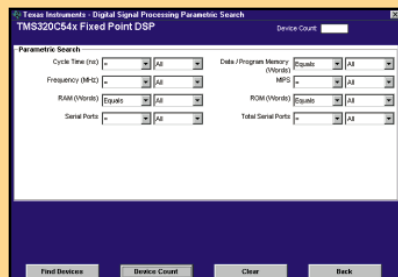 Texas Instruments - Digital Signal Processing Parametric Search
TMS320C54x Fixed Point DSP
Device Count
Parametric Search
Cycle Time (ns) = All
Data / Program Memory (Words) Equals All
Frequency (MHz) = All
MIPS = All
RAM (Words) Equals All
ROM (Words) Equals All
Serial Ports = All
Total Serial Ports = All
Find Devices Device Count Clear Back